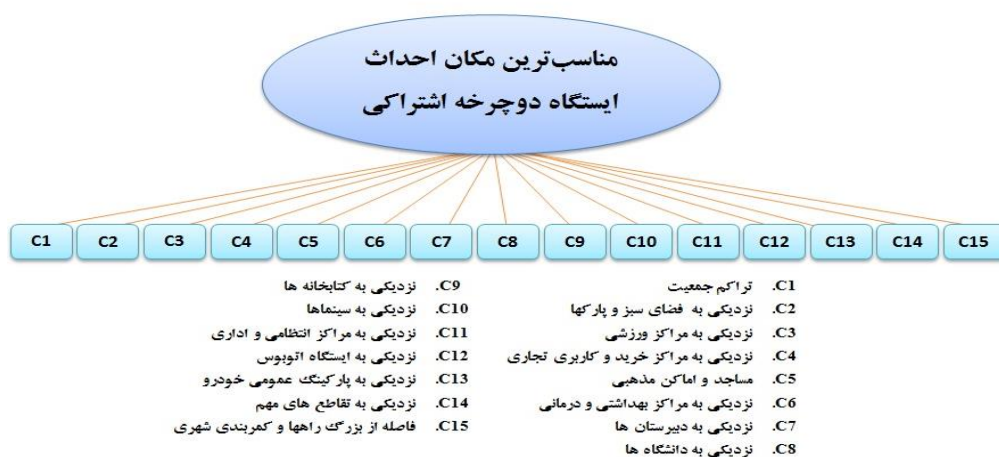 مناسب‌ترین مکان احداث
ایستگاه دوچرخه اشتراکی
C1 C2 C3 C4 C5 C6 C7 C8 C9 C10 C11 C12 C13 C14 C15
C1. تراکم جمعیت
C2. نزدیکی به فضای سبز و پارکها
C3. نزدیکی به مراکز ورزشی
C4. نزدیکی به مراکز خرید و کاربری تجاری
C5. مساجد و اماکن مذهبی
C6. نزدیکی به مراکز بهداشتی و درمانی
C7. نزدیکی به دبیرستان ها
C8. نزدیکی به دانشگاه ها
C9. نزدیکی به کتابخانه ها
C10. نزدیکی به سینماها
C11. نزدیکی به مراکز انتظامی و اداری
C12. نزدیکی به ایستگاه اتوبوس
C13. نزدیکی به پارکینگ عمومی خودرو
C14. نزدیکی به تقاطع های مهم
C15. فاصله از بزرگ راهها و کمربندی شهری